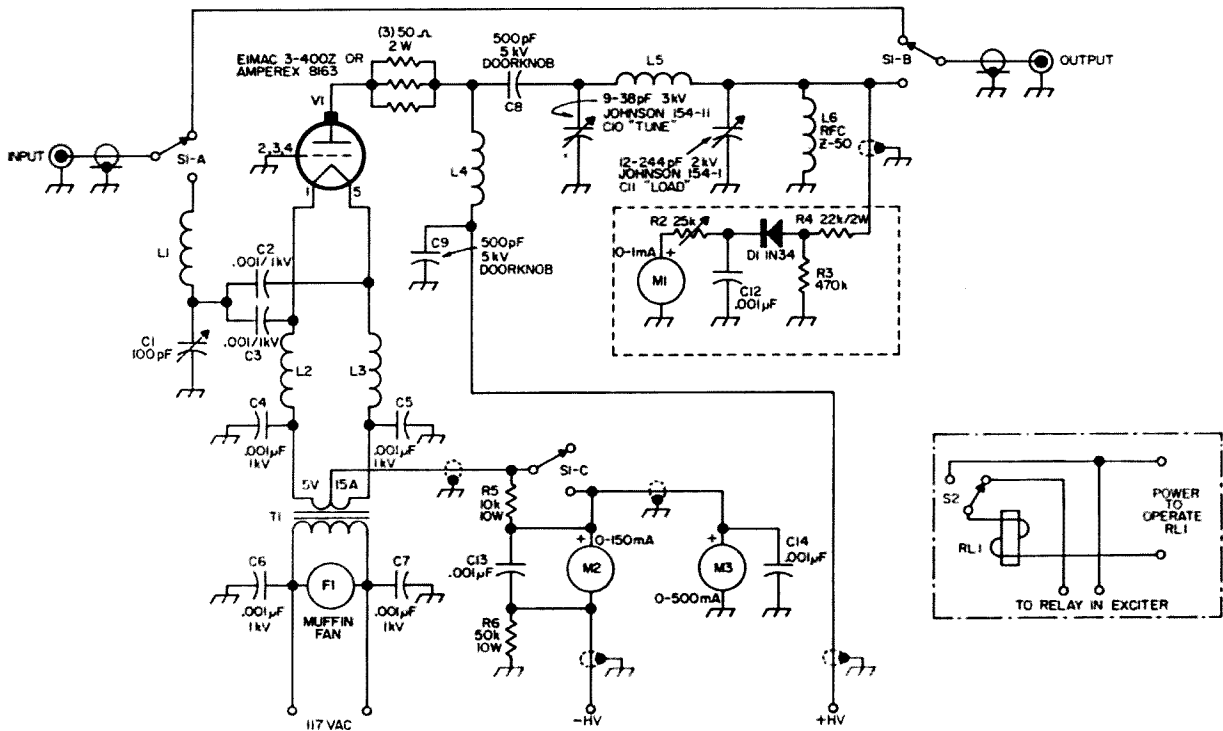 (3) 50 Ω
2 W
EIMAC 3-400Z OR
AMPEREX 8163
V1
500pF
5 kV
DOORKNOB
C8
L5
S1-B
OUTPUT
9-38pF 3kV
JOHNSON 154-11
C10 "TUNE"
L6
RFC
Z-50
12-244pF 2kV
JOHNSON 154-1
C11 "LOAD"
INPUT
S1-A
2,3,4
1
5
L4
L1
C2
.001/1kV
.001/1kV
C3
C1
100pF
C9
500pF
5kV
DOORKNOB
R2 25k
R4 22k/2W
+
0-1mA
M1
D1 1N34
C12
.001µF
R3
470k
L2
L3
C4
.001µF
1kV
C5
.001µF
1kV
5V
15A
T1
S1-C
R5
10k
10W
+
0-150mA
M2
C13
.001µF
+
M3
0-500mA
C14
.001µF
R6
50k
10W
C6
.001µF
1kV
F1
MUFFIN
FAN
C7
.001µF
1kV
117 VAC
-HV
+HV
S2
RL1
POWER
TO
OPERATE
RL1
TO RELAY IN EXCITER